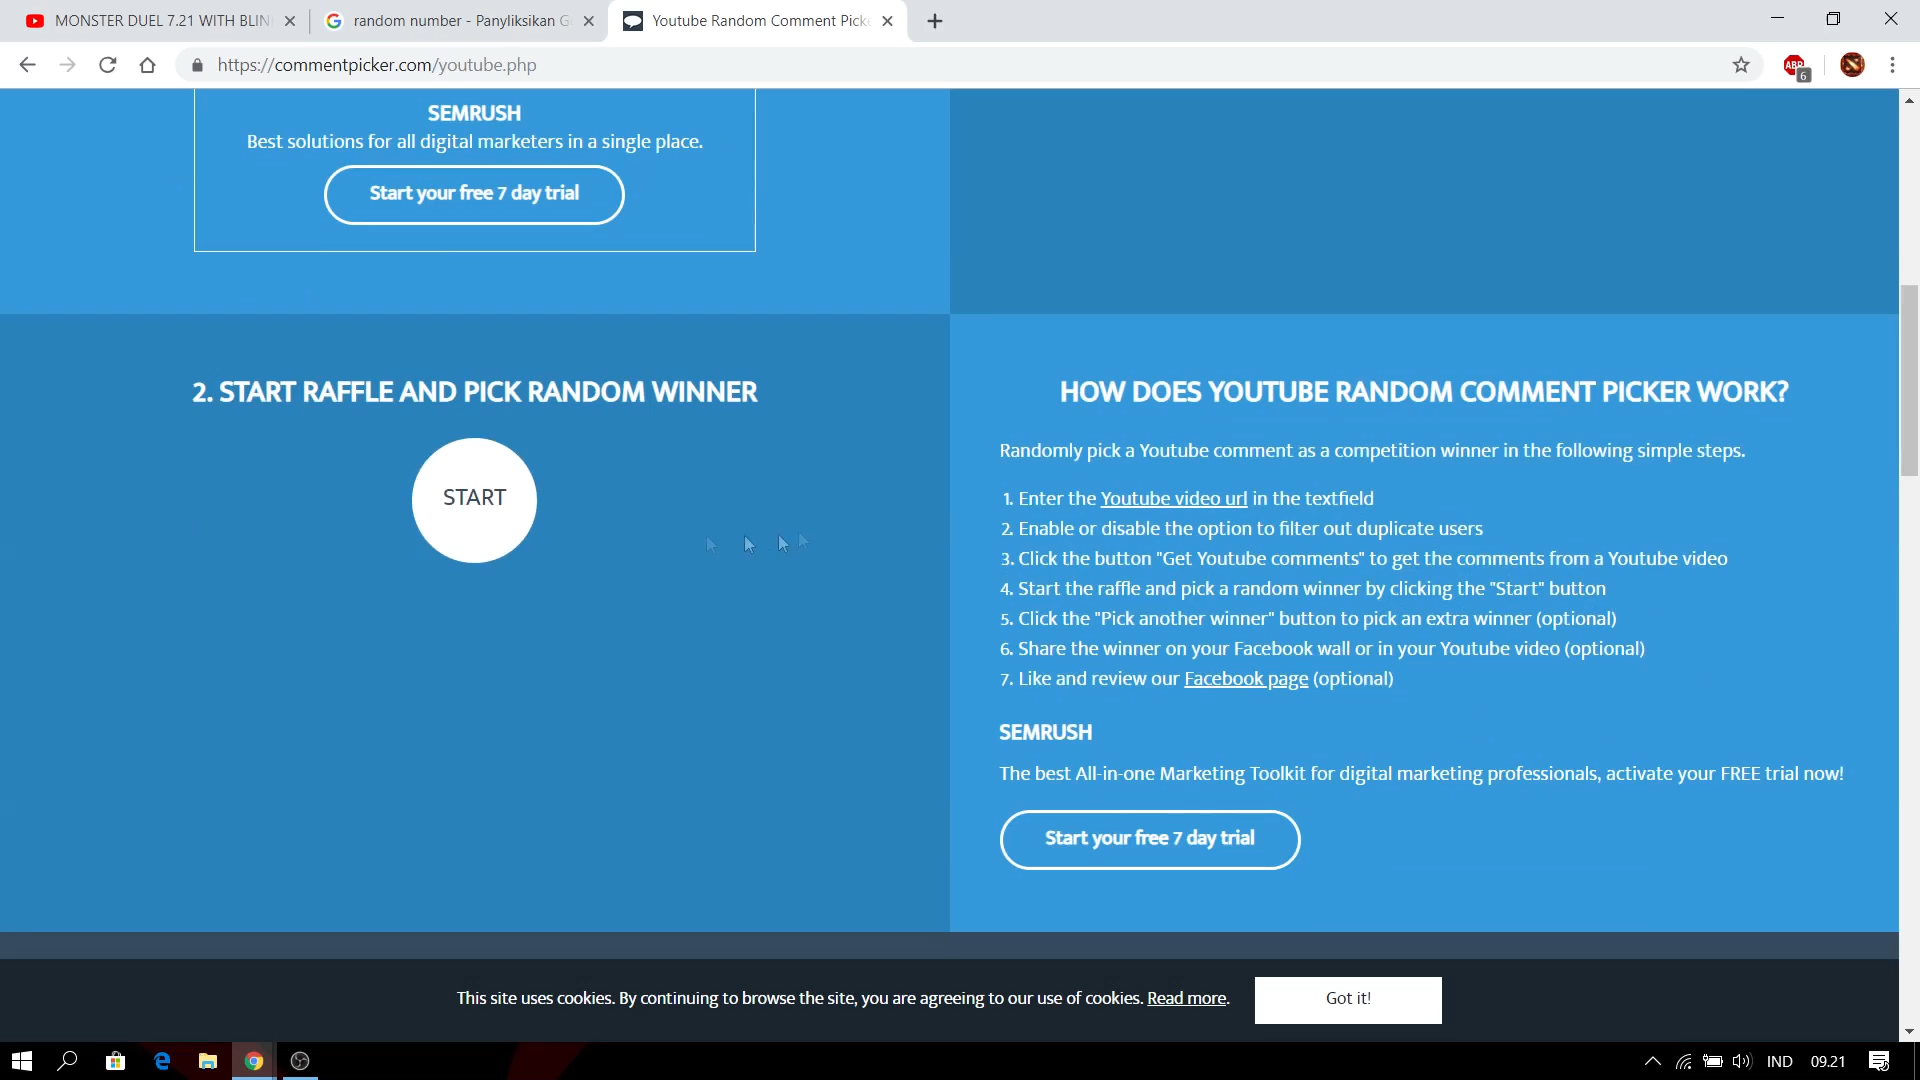 MONSTER DUEL 7.21 WITH BLIN
random number - Panyliksikan G
Youtube Random Comment Picke
https://commentpicker.com/youtube.php
ABP
6
SEMRUSH
Best solutions for all digital marketers in a single place.
Start your free 7 day trial
2. START RAFFLE AND PICK RANDOM WINNER
START
HOW DOES YOUTUBE RANDOM COMMENT PICKER WORK?
Randomly pick a Youtube comment as a competition winner in the following simple steps.
1. Enter the Youtube video url in the textfield
2. Enable or disable the option to filter out duplicate users
3. Click the button "Get Youtube comments" to get the comments from a Youtube video
4. Start the raffle and pick a random winner by clicking the "Start" button
5. Click the "Pick another winner" button to pick an extra winner (optional)
6. Share the winner on your Facebook wall or in your Youtube video (optional)
7. Like and review our Facebook page (optional)
SEMRUSH
The best All-in-one Marketing Toolkit for digital marketing professionals, activate your FREE trial now!
Start your free 7 day trial
This site uses cookies. By continuing to browse the site, you are agreeing to our use of cookies. Read more.
Got it!
IND
09.21